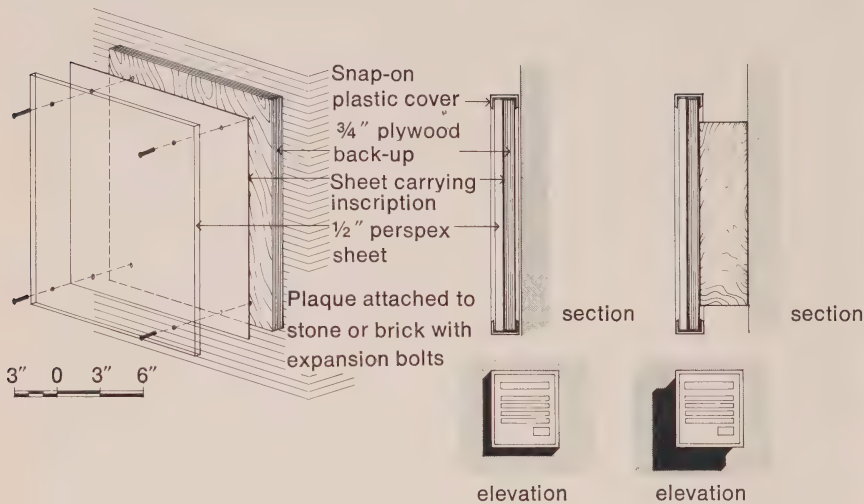 Snap-on
plastic cover
¾″ plywood
back-up
Sheet carrying
inscription
½″ perspex
sheet
Plaque attached to
stone or brick with
expansion bolts
3″ 0 3″ 6″
section
section
elevation
elevation